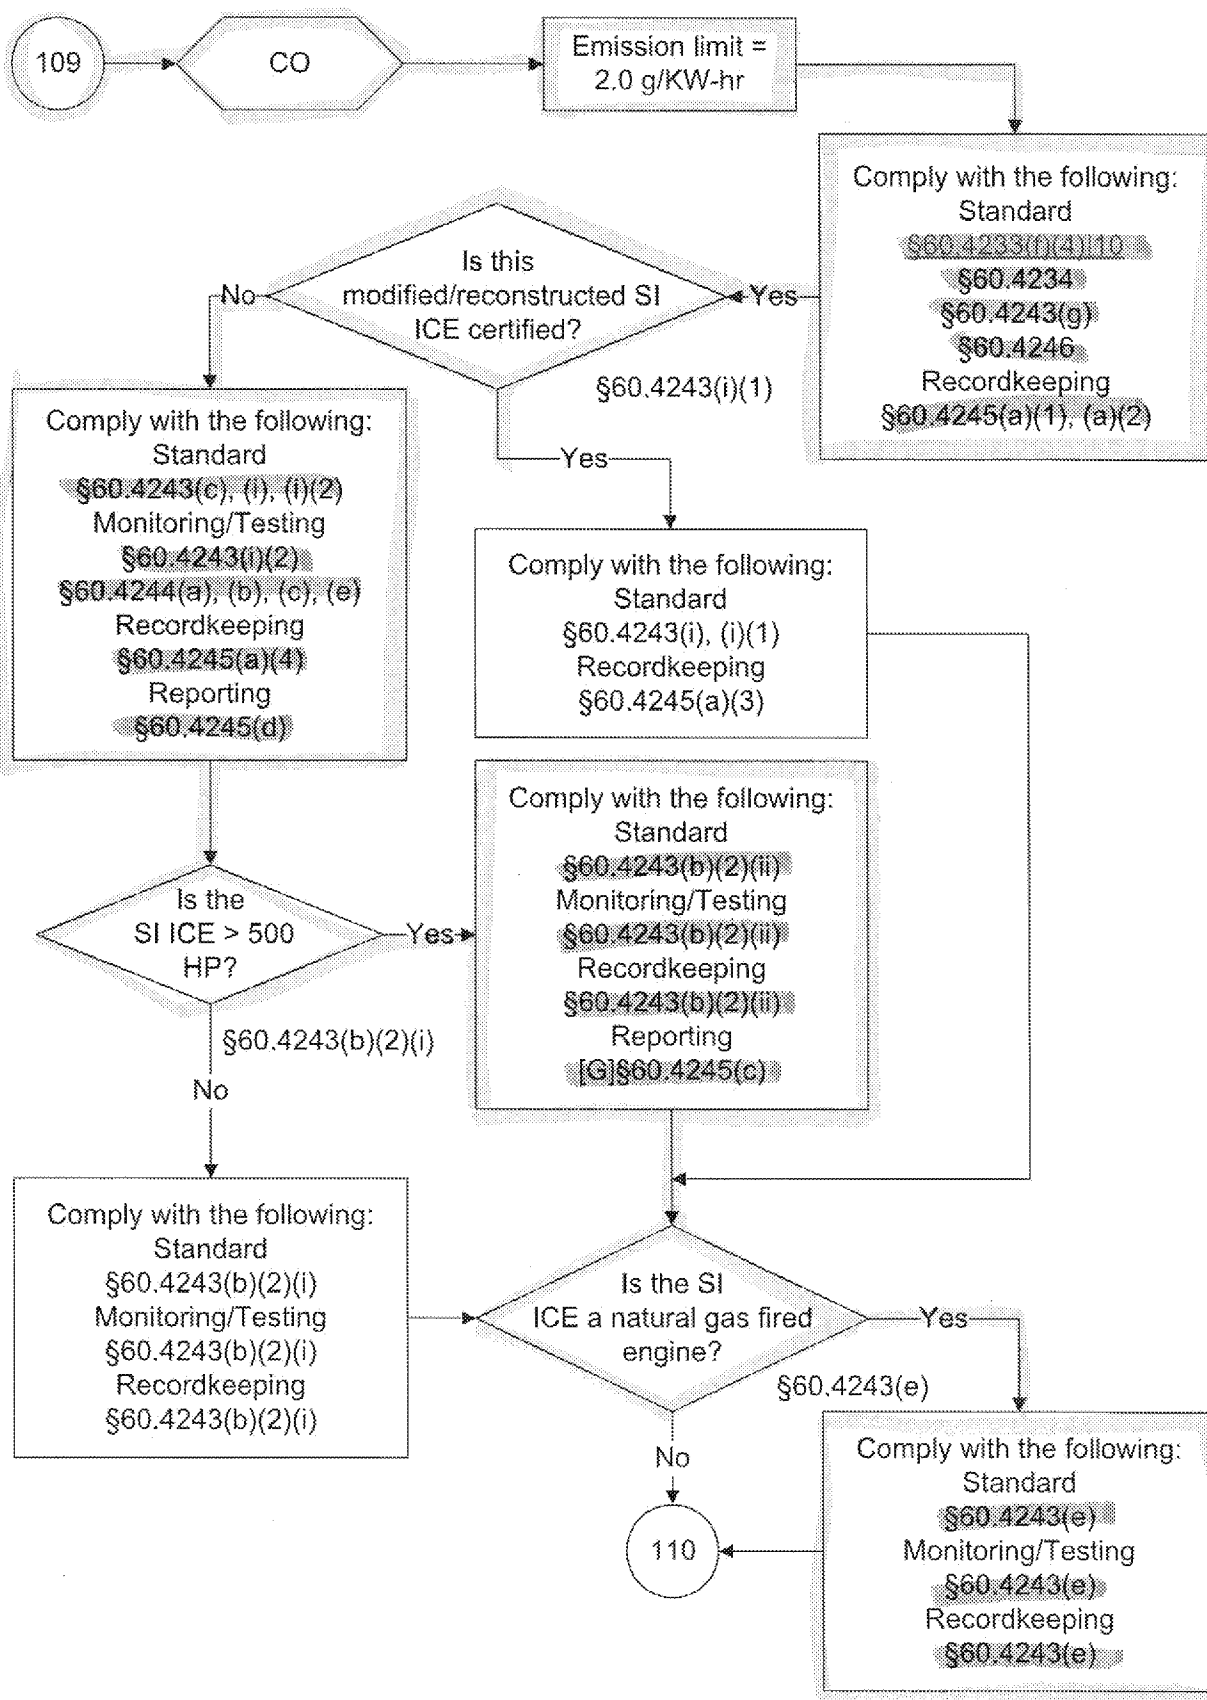 109
CO
Emission limit =
2.0 g/KW-hr
Comply with the following:
Standard
§60.4233(f)(4)I10
§60.4234
§60.4243(g)
§60.4246
Recordkeeping
§60.4245(a)(1), (a)(2)
Yes
Is this
modified/reconstructed SI
ICE certified?
§60.4243(i)(1)
No
Comply with the following:
Standard
§60.4243(c), (i), (i)(2)
Monitoring/Testing
§60.4243(i)(2)
§60.4244(a), (b), (c), (e)
Recordkeeping
§60.4245(a)(4)
Reporting
§60.4245(d)
Yes
Comply with the following:
Standard
§60.4243(i), (i)(1)
Recordkeeping
§60.4245(a)(3)
Is the
SI ICE > 500
HP?
§60.4243(b)(2)(i)
Yes
Comply with the following:
Standard
§60.4243(b)(2)(ii)
Monitoring/Testing
§60.4243(b)(2)(ii)
Recordkeeping
§60.4243(b)(2)(ii)
Reporting
[G]§60.4245(c)
No
Comply with the following:
Standard
§60.4243(b)(2)(i)
Monitoring/Testing
§60.4243(b)(2)(i)
Recordkeeping
§60.4243(b)(2)(i)
Is the SI
ICE a natural gas fired
engine?
§60.4243(e)
Yes
Comply with the following:
Standard
§60.4243(e)
Monitoring/Testing
§60.4243(e)
Recordkeeping
§60.4243(e)
No
110